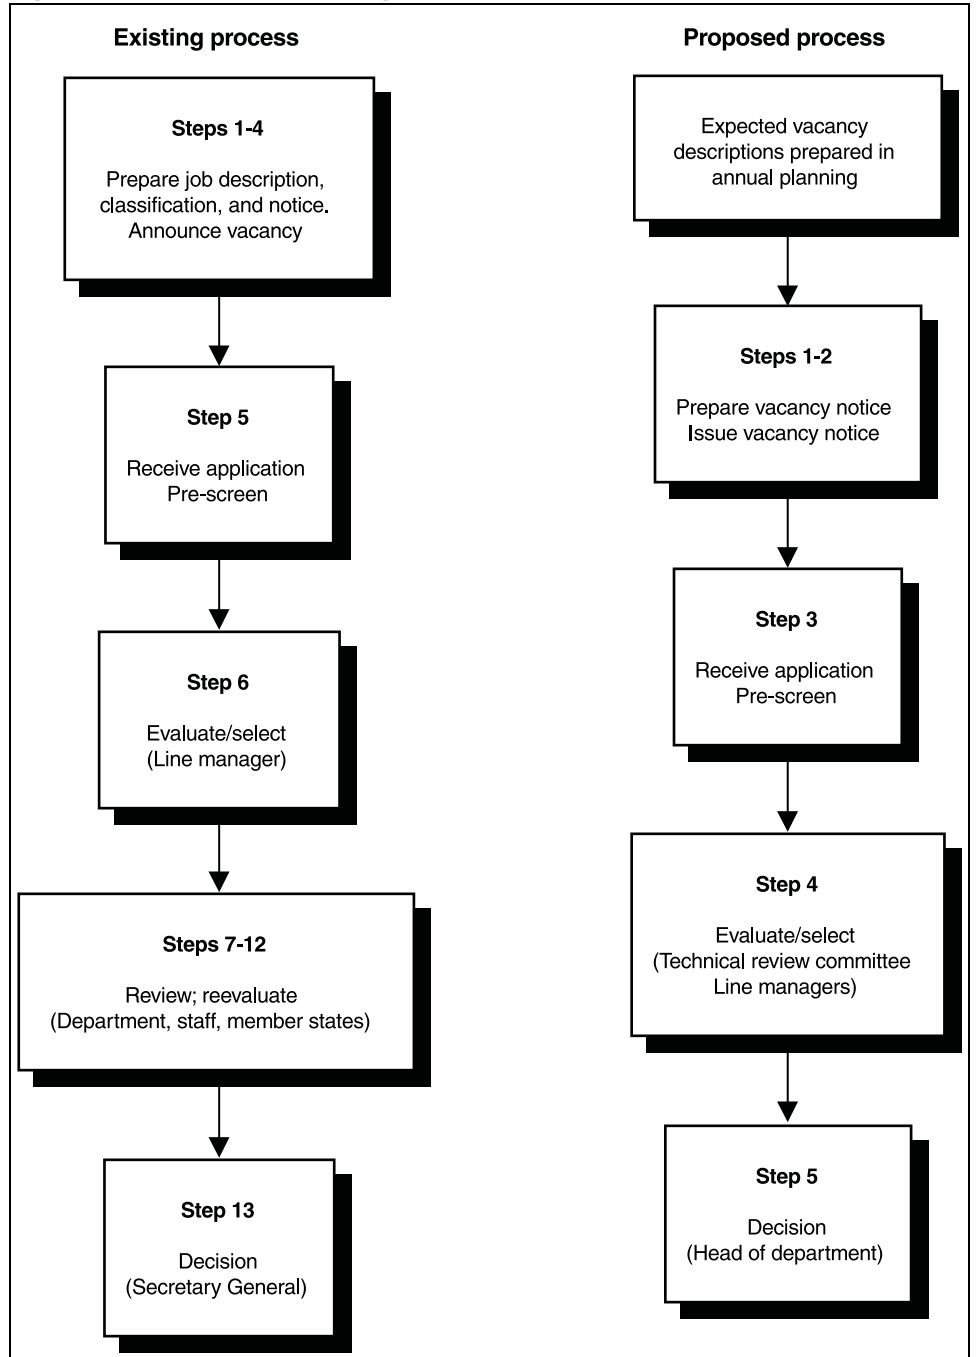 Existing process
Steps 1-4
Prepare job description,
classification, and notice.
Announce vacancy
Step 5
Receive application
Pre-screen
Step 6
Evaluate/select
(Line manager)
Steps 7-12
Review; reevaluate
(Department, staff, member states)
Step 13
Decision
(Secretary General)
Proposed process
Expected vacancy
descriptions prepared in
annual planning
Steps 1-2
Prepare vacancy notice
Issue vacancy notice
Step 3
Receive application
Pre-screen
Step 4
Evaluate/select
(Technical review committee
Line managers)
Step 5
Decision
(Head of department)